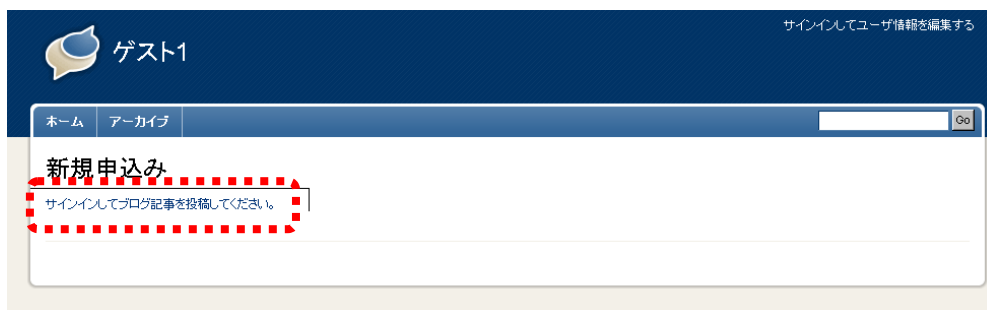 サインインしてユーザ情報を編集する
ゲスト1
ホーム アーカイブ
Go
新規申込み
サインインしてブログ記事を投稿してください。